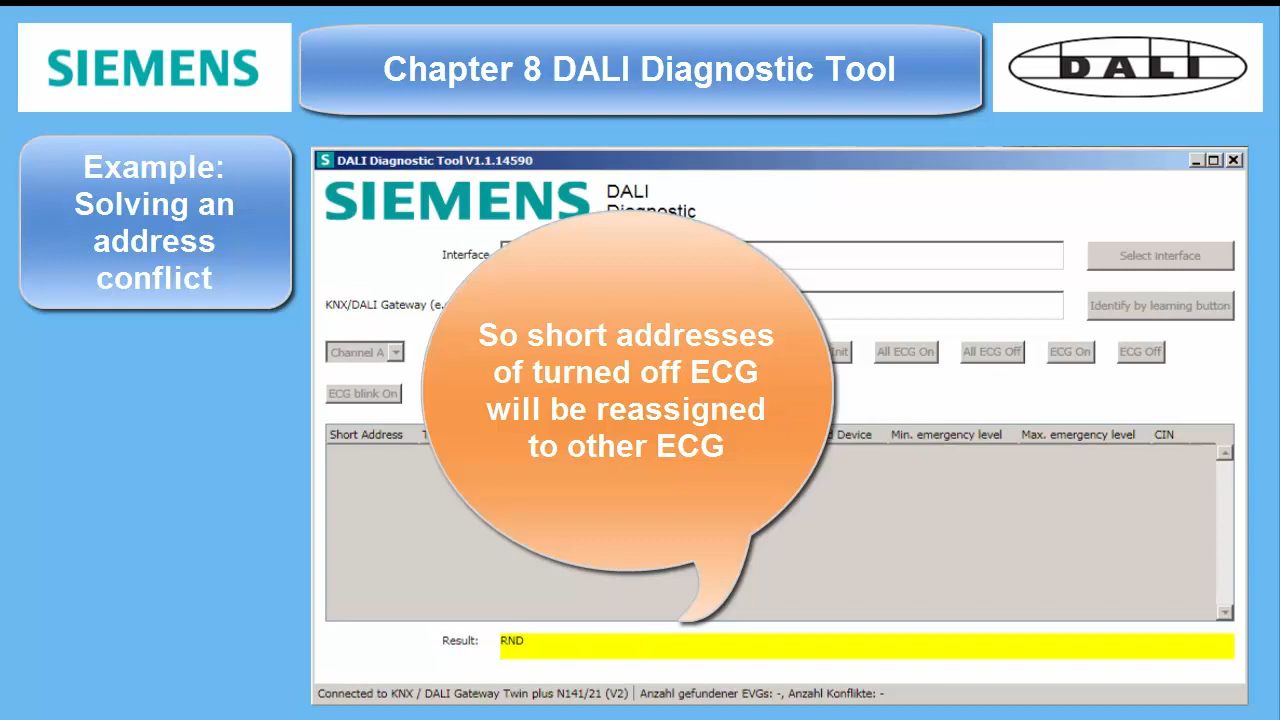 SIEMENS
Chapter 8 DALI Diagnostic Tool
DALI
Example:
Solving an
address
conflict
S DALI Diagnostic Tool V1.1.14590
SIEMENS
DALI
Diagnostic
Interface
Select interface
KNX/DALI Gateway (e.
Identify by learning button
Channel A
Init
All ECG On
All ECG Off
ECG On
ECG Off
ECG blink On
So short addresses
of turned off ECG
will be reassigned
to other ECG
Short Address
Device
Min. emergency level
Max. emergency level
CIN
Result:
RND
Connected to KNX / DALI Gateway Twin plus N141/21 (V2)
Anzahl gefundener EVGs: -, Anzahl Konflikte: -